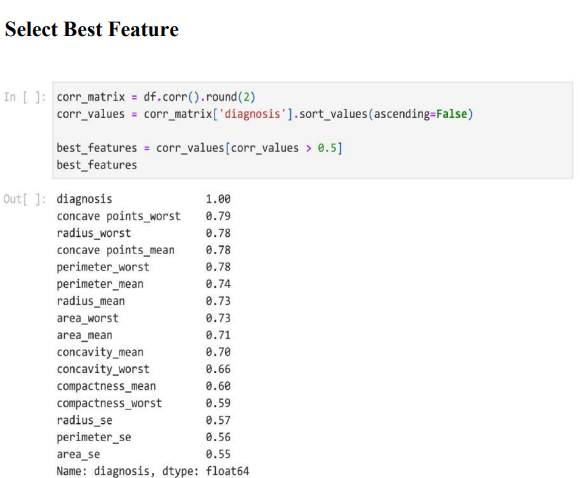 Select Best Feature
In [ ]: corr_matrix = df.corr().round(2)
corr_values = corr_matrix['diagnosis'].sort_values(ascending=False)
best_features = corr_values[corr_values > 0.5]
best_features
Out[ ]: diagnosis 1.00
concave points_worst 0.79
radius_worst 0.78
concave points_mean 0.78
perimeter_worst 0.78
perimeter_mean 0.74
radius_mean 0.73
area_worst 0.73
area_mean 0.71
concavity_mean 0.70
concavity_worst 0.66
compactness_mean 0.60
compactness_worst 0.59
radius_se 0.57
perimeter_se 0.56
area_se 0.55
Name: diagnosis, dtype: float64